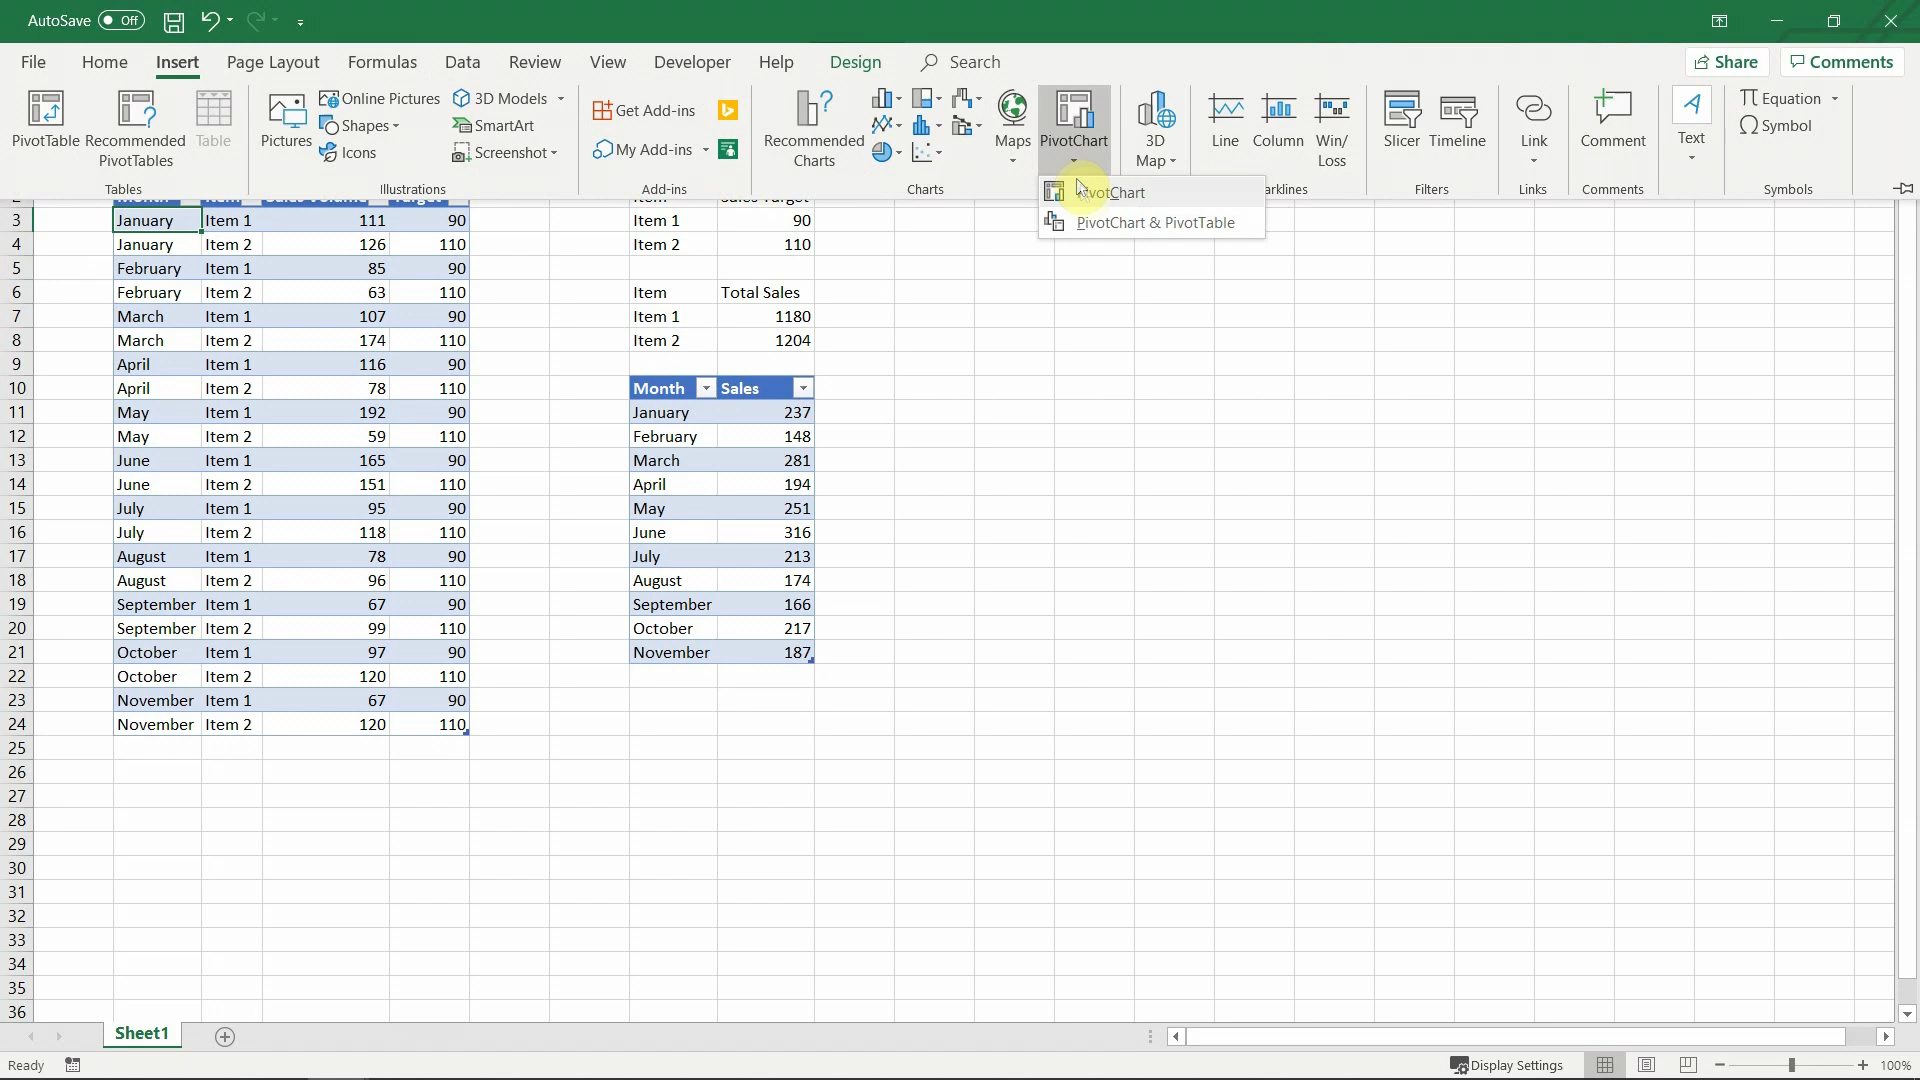 AutoSave Off
File Home Insert Page Layout Formulas Data Review View Developer Help Design Search Share Comments
PivotTable
Recommended PivotTables
Table
Tables
Pictures
Online Pictures
Shapes
Icons
3D Models
SmartArt
Screenshot
Illustrations
Get Add-ins
My Add-ins
Add-ins
Recommended Charts
Maps
PivotChart
Charts
3D Map
Line
Column
Win/Loss
Slicer
Timeline
Filters
Link
Links
Comment
Comments
Text
Equation
Symbol
Symbols
PivotChart & PivotTable
3 January Item 1 111 90 Item 1 90
4 January Item 2 126 110 Item 2 110
5 February Item 1 85 90
6 February Item 2 63 110 Item Total Sales
7 March Item 1 107 90 Item 1 1180
8 March Item 2 174 110 Item 2 1204
9 April Item 1 116 90
10 April Item 2 78 110 Month Sales
11 May Item 1 192 90 January 237
12 May Item 2 59 110 February 148
13 June Item 1 165 90 March 281
14 June Item 2 151 110 April 194
15 July Item 1 95 90 May 251
16 July Item 2 118 110 June 316
17 August Item 1 78 90 July 213
18 August Item 2 96 110 August 174
19 September Item 1 67 90 September 166
20 September Item 2 99 110 October 217
21 October Item 1 97 90 November 187
22 October Item 2 120 110
23 November Item 1 67 90
24 November Item 2 120 110
25
26
27
28
29
30
31
32
33
34
35
36
Sheet1
Ready Display Settings 100%